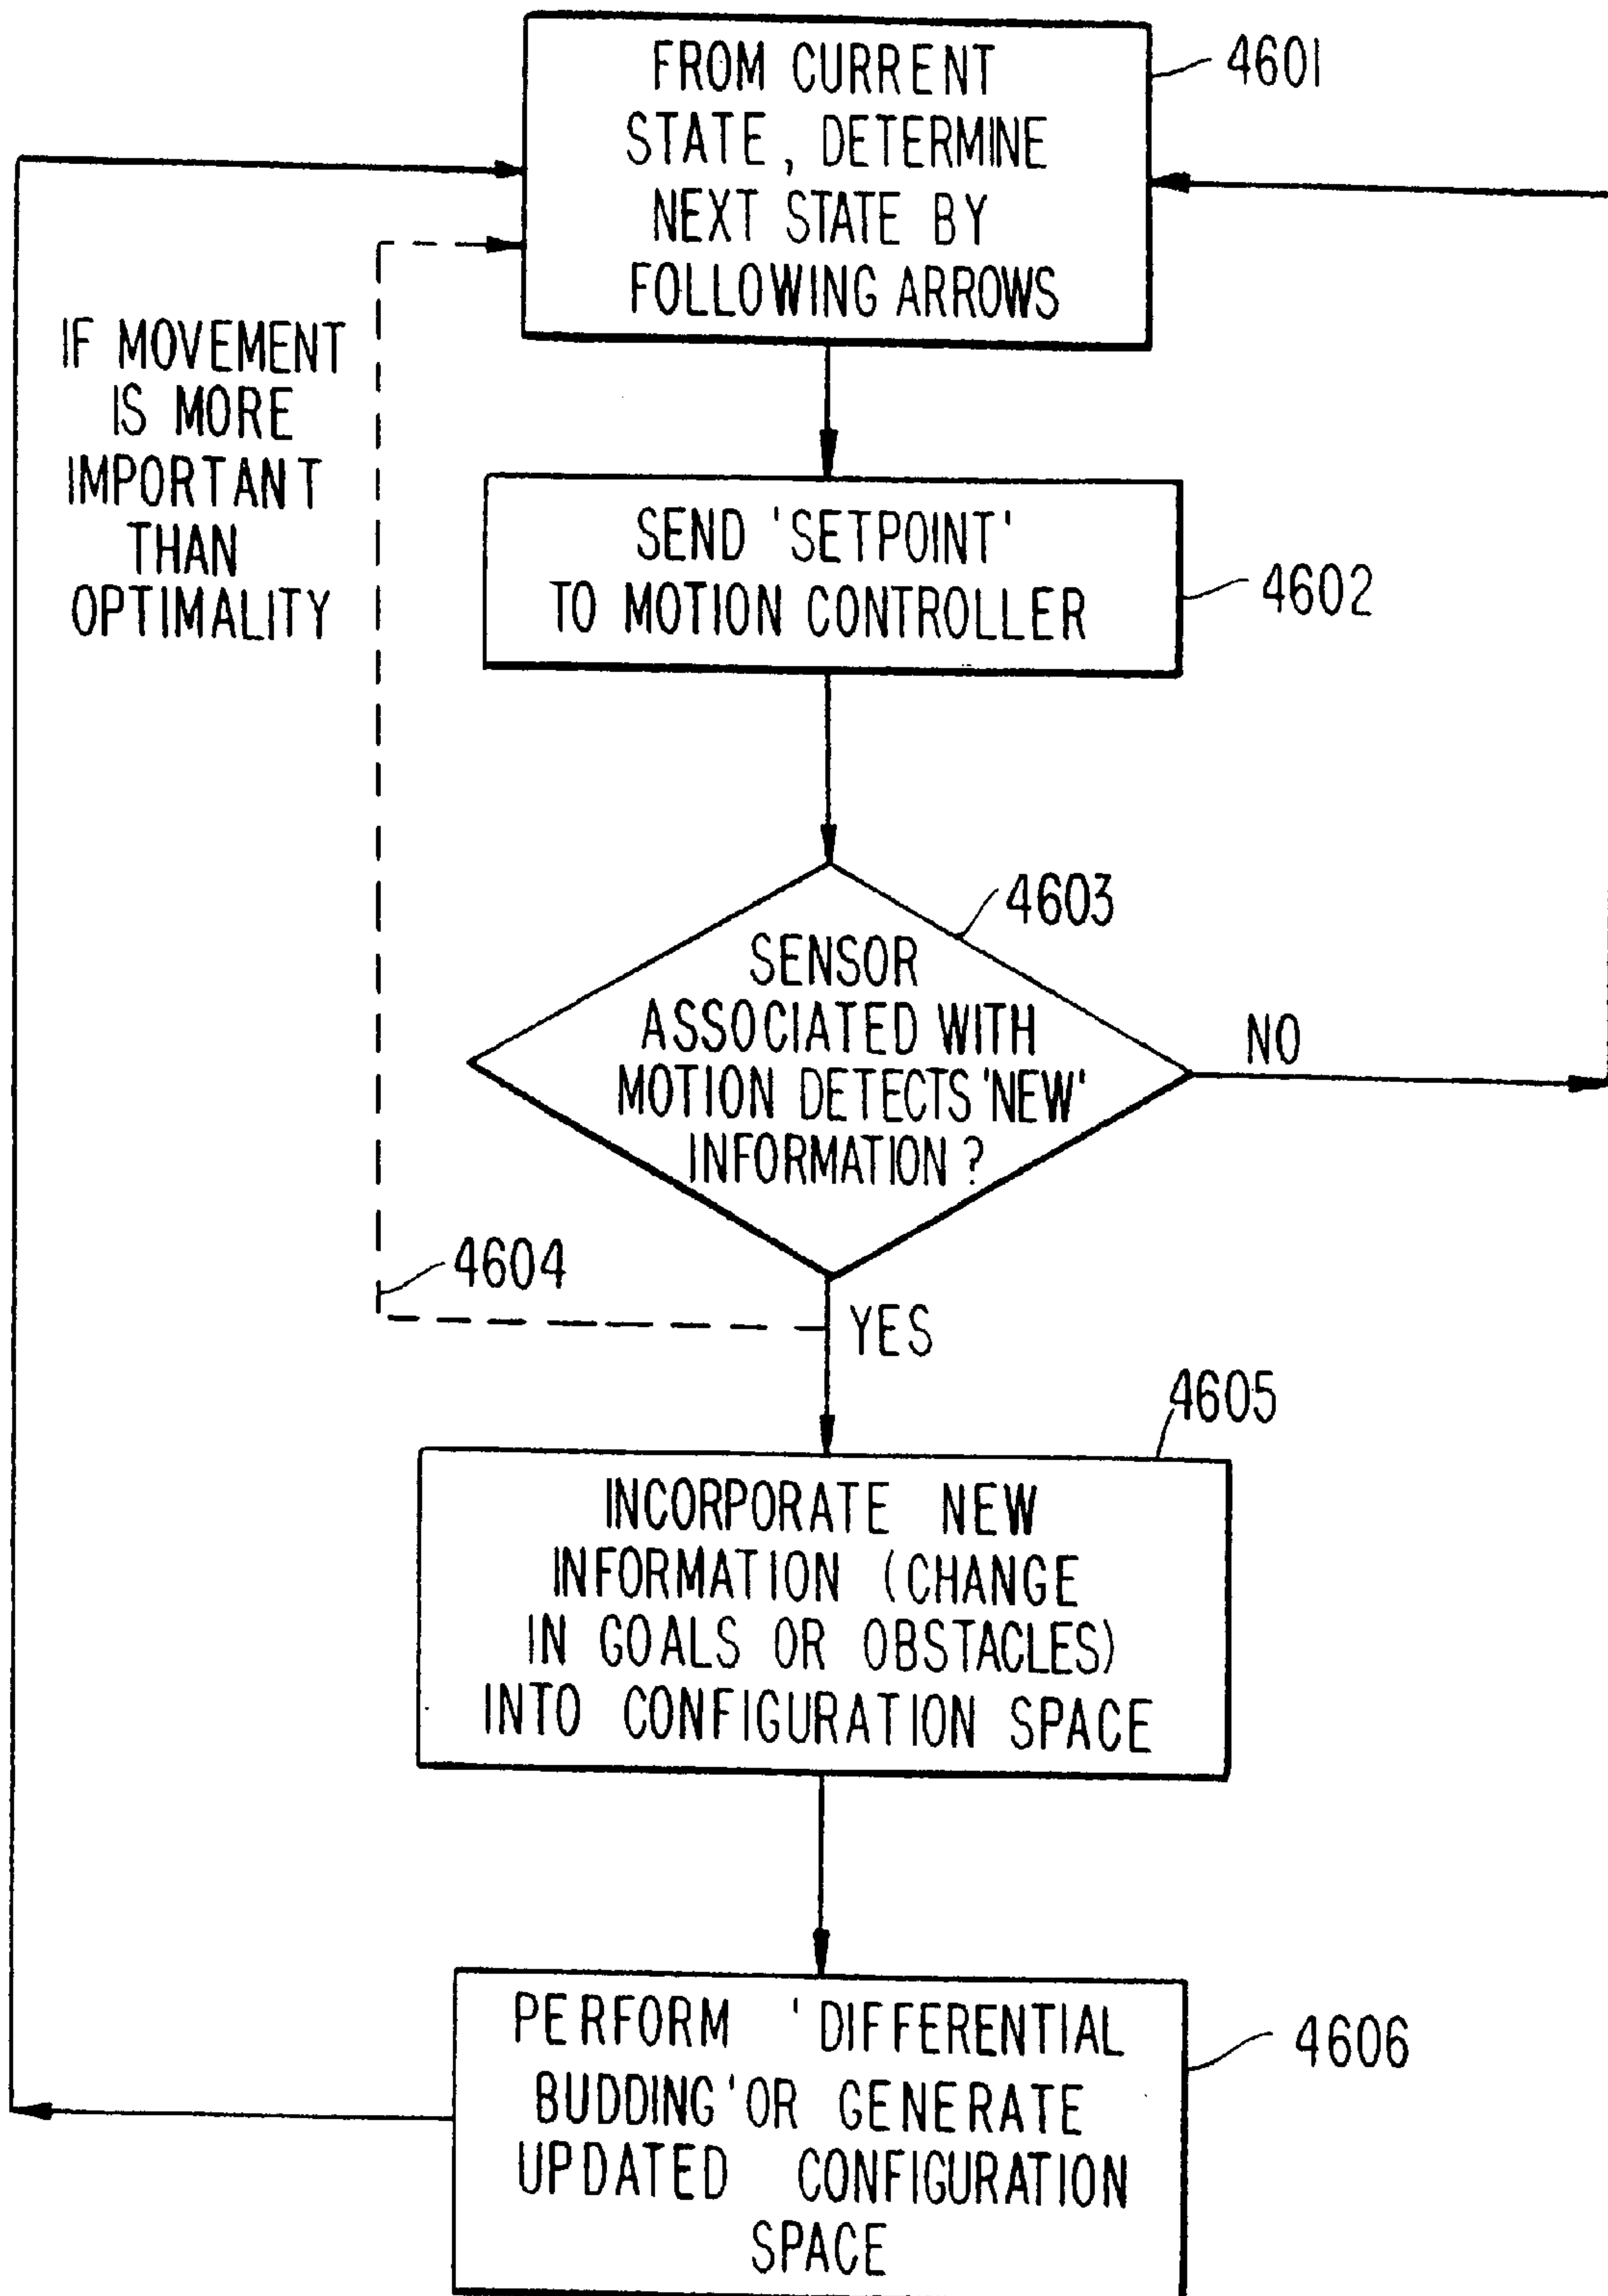 FROM CURRENT
STATE, DETERMINE
NEXT STATE BY
FOLLOWING ARROWS
4601
IF MOVEMENT
IS MORE
IMPORTANT
THAN
OPTIMALITY
SEND 'SETPOINT'
TO MOTION CONTROLLER
4602
4603
SENSOR
ASSOCIATED WITH
MOTION DETECTS 'NEW'
INFORMATION?
NO
4604
YES
4605
INCORPORATE NEW
INFORMATION (CHANGE
IN GOALS OR OBSTACLES)
INTO CONFIGURATION SPACE
PERFORM 'DIFFERENTIAL
BUDDING' OR GENERATE
UPDATED CONFIGURATION
SPACE
4606